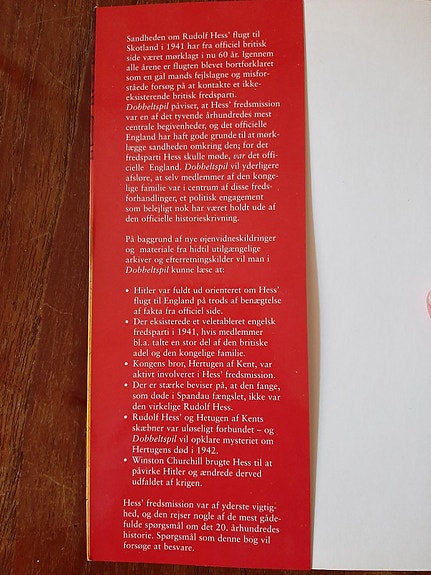 Sandheden om Rudolf Hess' flugt til
Skotland i 1941 har fra officiel britisk
side været mørklagt i nu 60 år. Igennem
alle årene er flugten blevet bortforklaret
som en gal mands fejlslagne og misfor-
ståede forsøg på at kontakte et ikke-
eksisterende britisk fredsparti.
Dobbeltspil påviser, at Hess' fredsmission
var en af det tyvende århundredes mest
centrale begivenheder, og det officielle
England har haft gode grunde til at mørk-
lægge sandheden omkring den; for det
fredsparti Hess skulle møde, var det offi-
cielle England. Dobbeltspil vil yderligere
afsløre, at selv medlemmer af den konge-
lige familie var i centrum af disse freds-
forhandlinger, et politisk engagement
som belejligt nok har været holdt ude af
den officielle historieskrivning.
På baggrund af nye øjenvidneskildringer
og materiale fra hidtil utilgængelige
arkiver og efterretningskilder vil man i
Dobbeltspil kunne læse at:
• Hitler var fuldt ud orienteret om Hess'
flugt til England på trods af benægtelse
af fakta fra officiel side.
• Der eksisterede et veletableret engelsk
fredsparti i 1941, hvis medlemmer
bl.a. talte en stor del af den britiske
adel og den kongelige familie.
• Kongens bror, Hertugen af Kent, var
aktivt involveret i Hess' fredsmission.
• Der er stærke beviser på, at den fange,
som døde i Spandau fængslet, ikke var
den virkelige Rudolf Hess.
• Rudolf Hess' og Hetugen af Kents
skæbner var uløseligt forbundet – og
Dobbeltspil vil opklare mysteriet om
Hertugens død i 1942.
• Winston Churchill brugte Hess til at
påvirke Hitler og ændrede derved
udfaldet af krigen.
Hess' fredsmission var af yderste vigtig-
hed, og den rejser nogle af de mest gåde-
fulde spørgsmål om det 20. århundredes
historie. Spørgsmål som denne bog vil
forsøge at besvare.